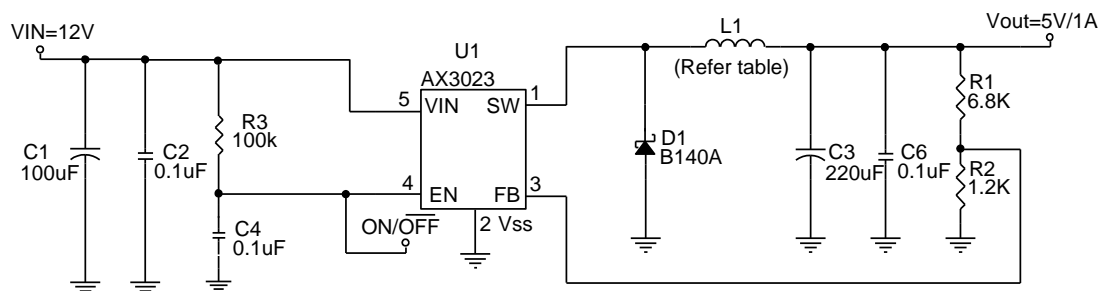 VIN=12V
Vout=5V/1A
L1
(Refer table)
U1
AX3023
5
VIN
SW
1
R1
6.8K
R3
100k
C1
100uF
C2
0.1uF
D1
B140A
C3
220uF
C6
0.1uF
R2
1.2K
4
EN
FB
3
2 Vss
C4
0.1uF
ON/OFF